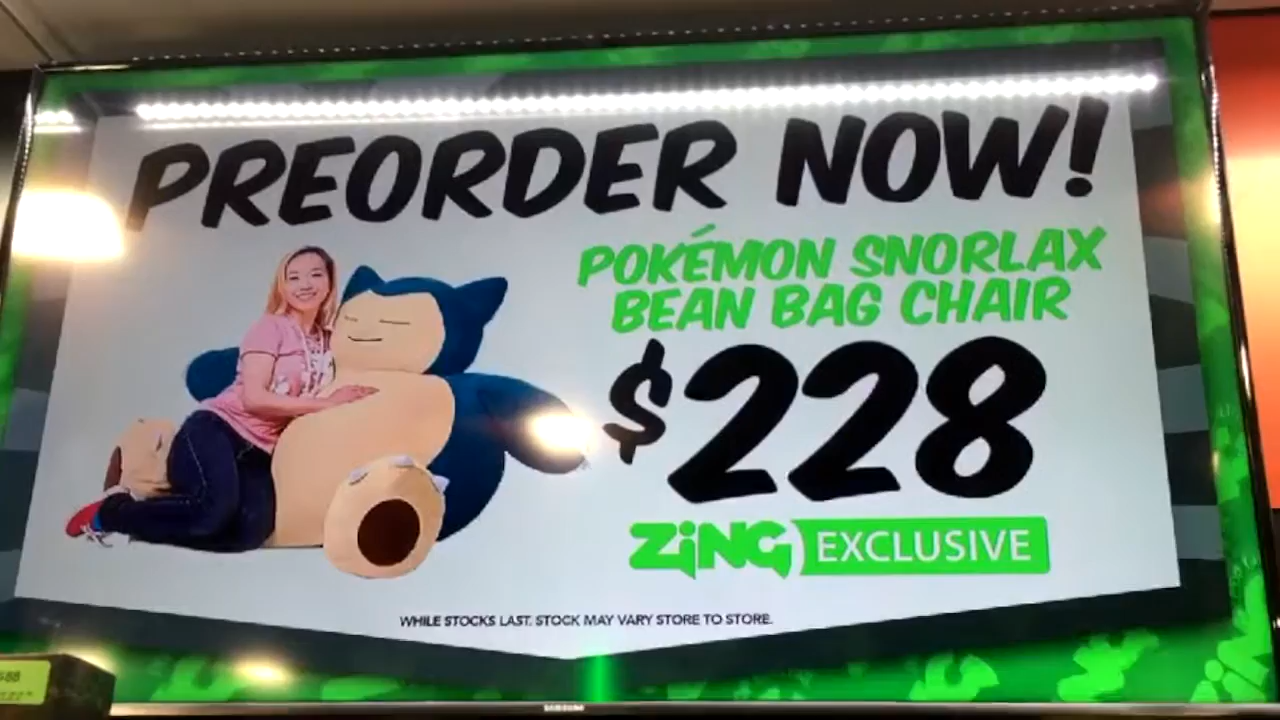 PREORDER NOW!
POKÉMON SNORLAX
BEAN BAG CHAIR
$228
ZiNG EXCLUSIVE
WHILE STOCKS LAST. STOCK MAY VARY STORE TO STORE.
SAMSUNG